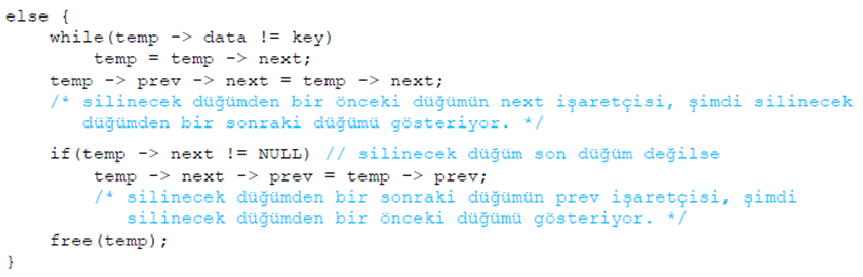 else {
    while(temp -> data != key)
        temp = temp -> next;
    temp -> prev -> next = temp -> next;
    /* silinecek düğümden bir önceki düğümün next işaretçisi, şimdi silinecek
       düğümden bir sonraki düğümü gösteriyor. */
    if(temp -> next != NULL) // silinecek düğüm son düğüm değilse
        temp -> next -> prev = temp -> prev;
        /* silinecek düğümden bir sonraki düğümün prev işaretçisi, şimdi
           silinecek düğümden bir önceki düğümü gösteriyor. */
    free(temp);
}